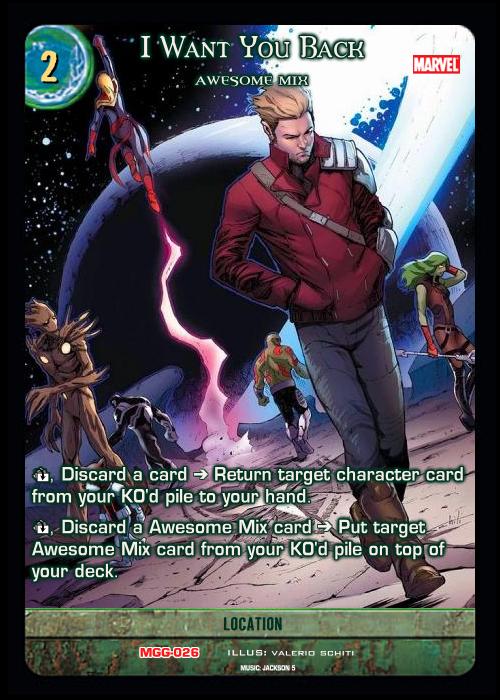 2
I Want You Back
MARVEL
AWESOME MIX
, Discard a card → Return target character card
from your KO'd pile to your hand.
, Discard a Awesome Mix card → Put target
Awesome Mix card from your KO'd pile on top of
your deck.
LOCATION
MGG-026 ILLUS: VALERIO SCHITI
MUSIC: JACKSON 5